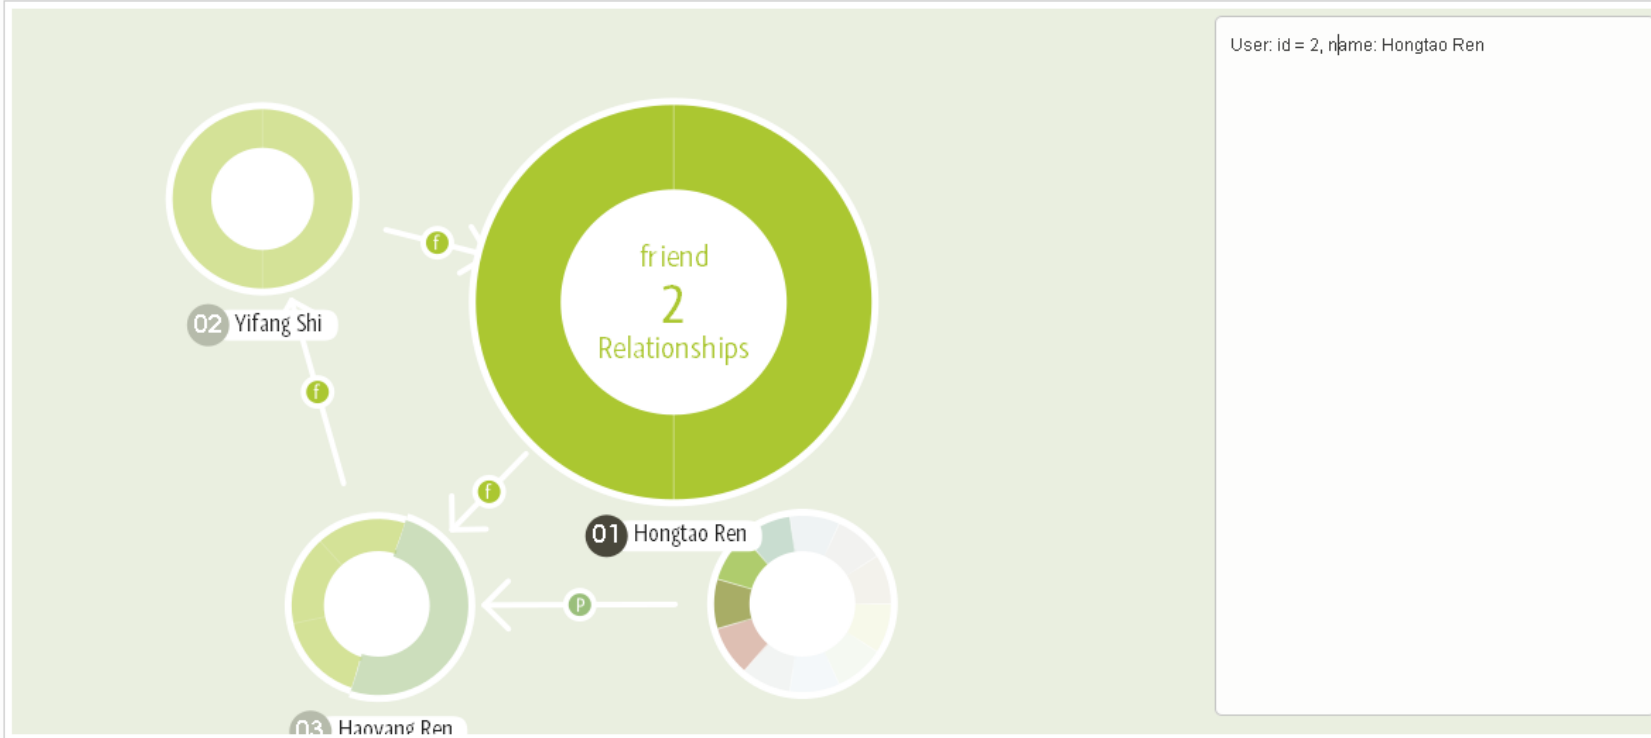 User: id = 2, name: Hongtao Ren
f
friend
2
Relationships
02 Yifang Shi
f
f
01 Hongtao Ren
P
03 Haoyang Ren